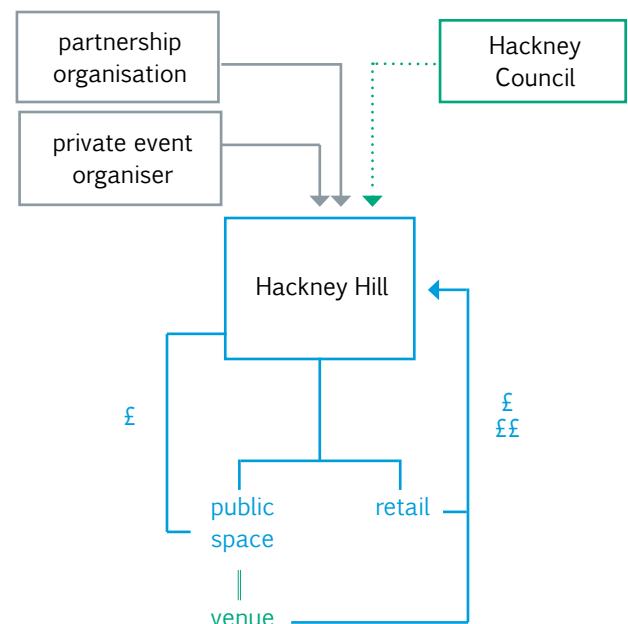 partnership
organisation
Hackney
Council
private event
organiser
Hackney Hill
£
£
££
public
space
retail
venue